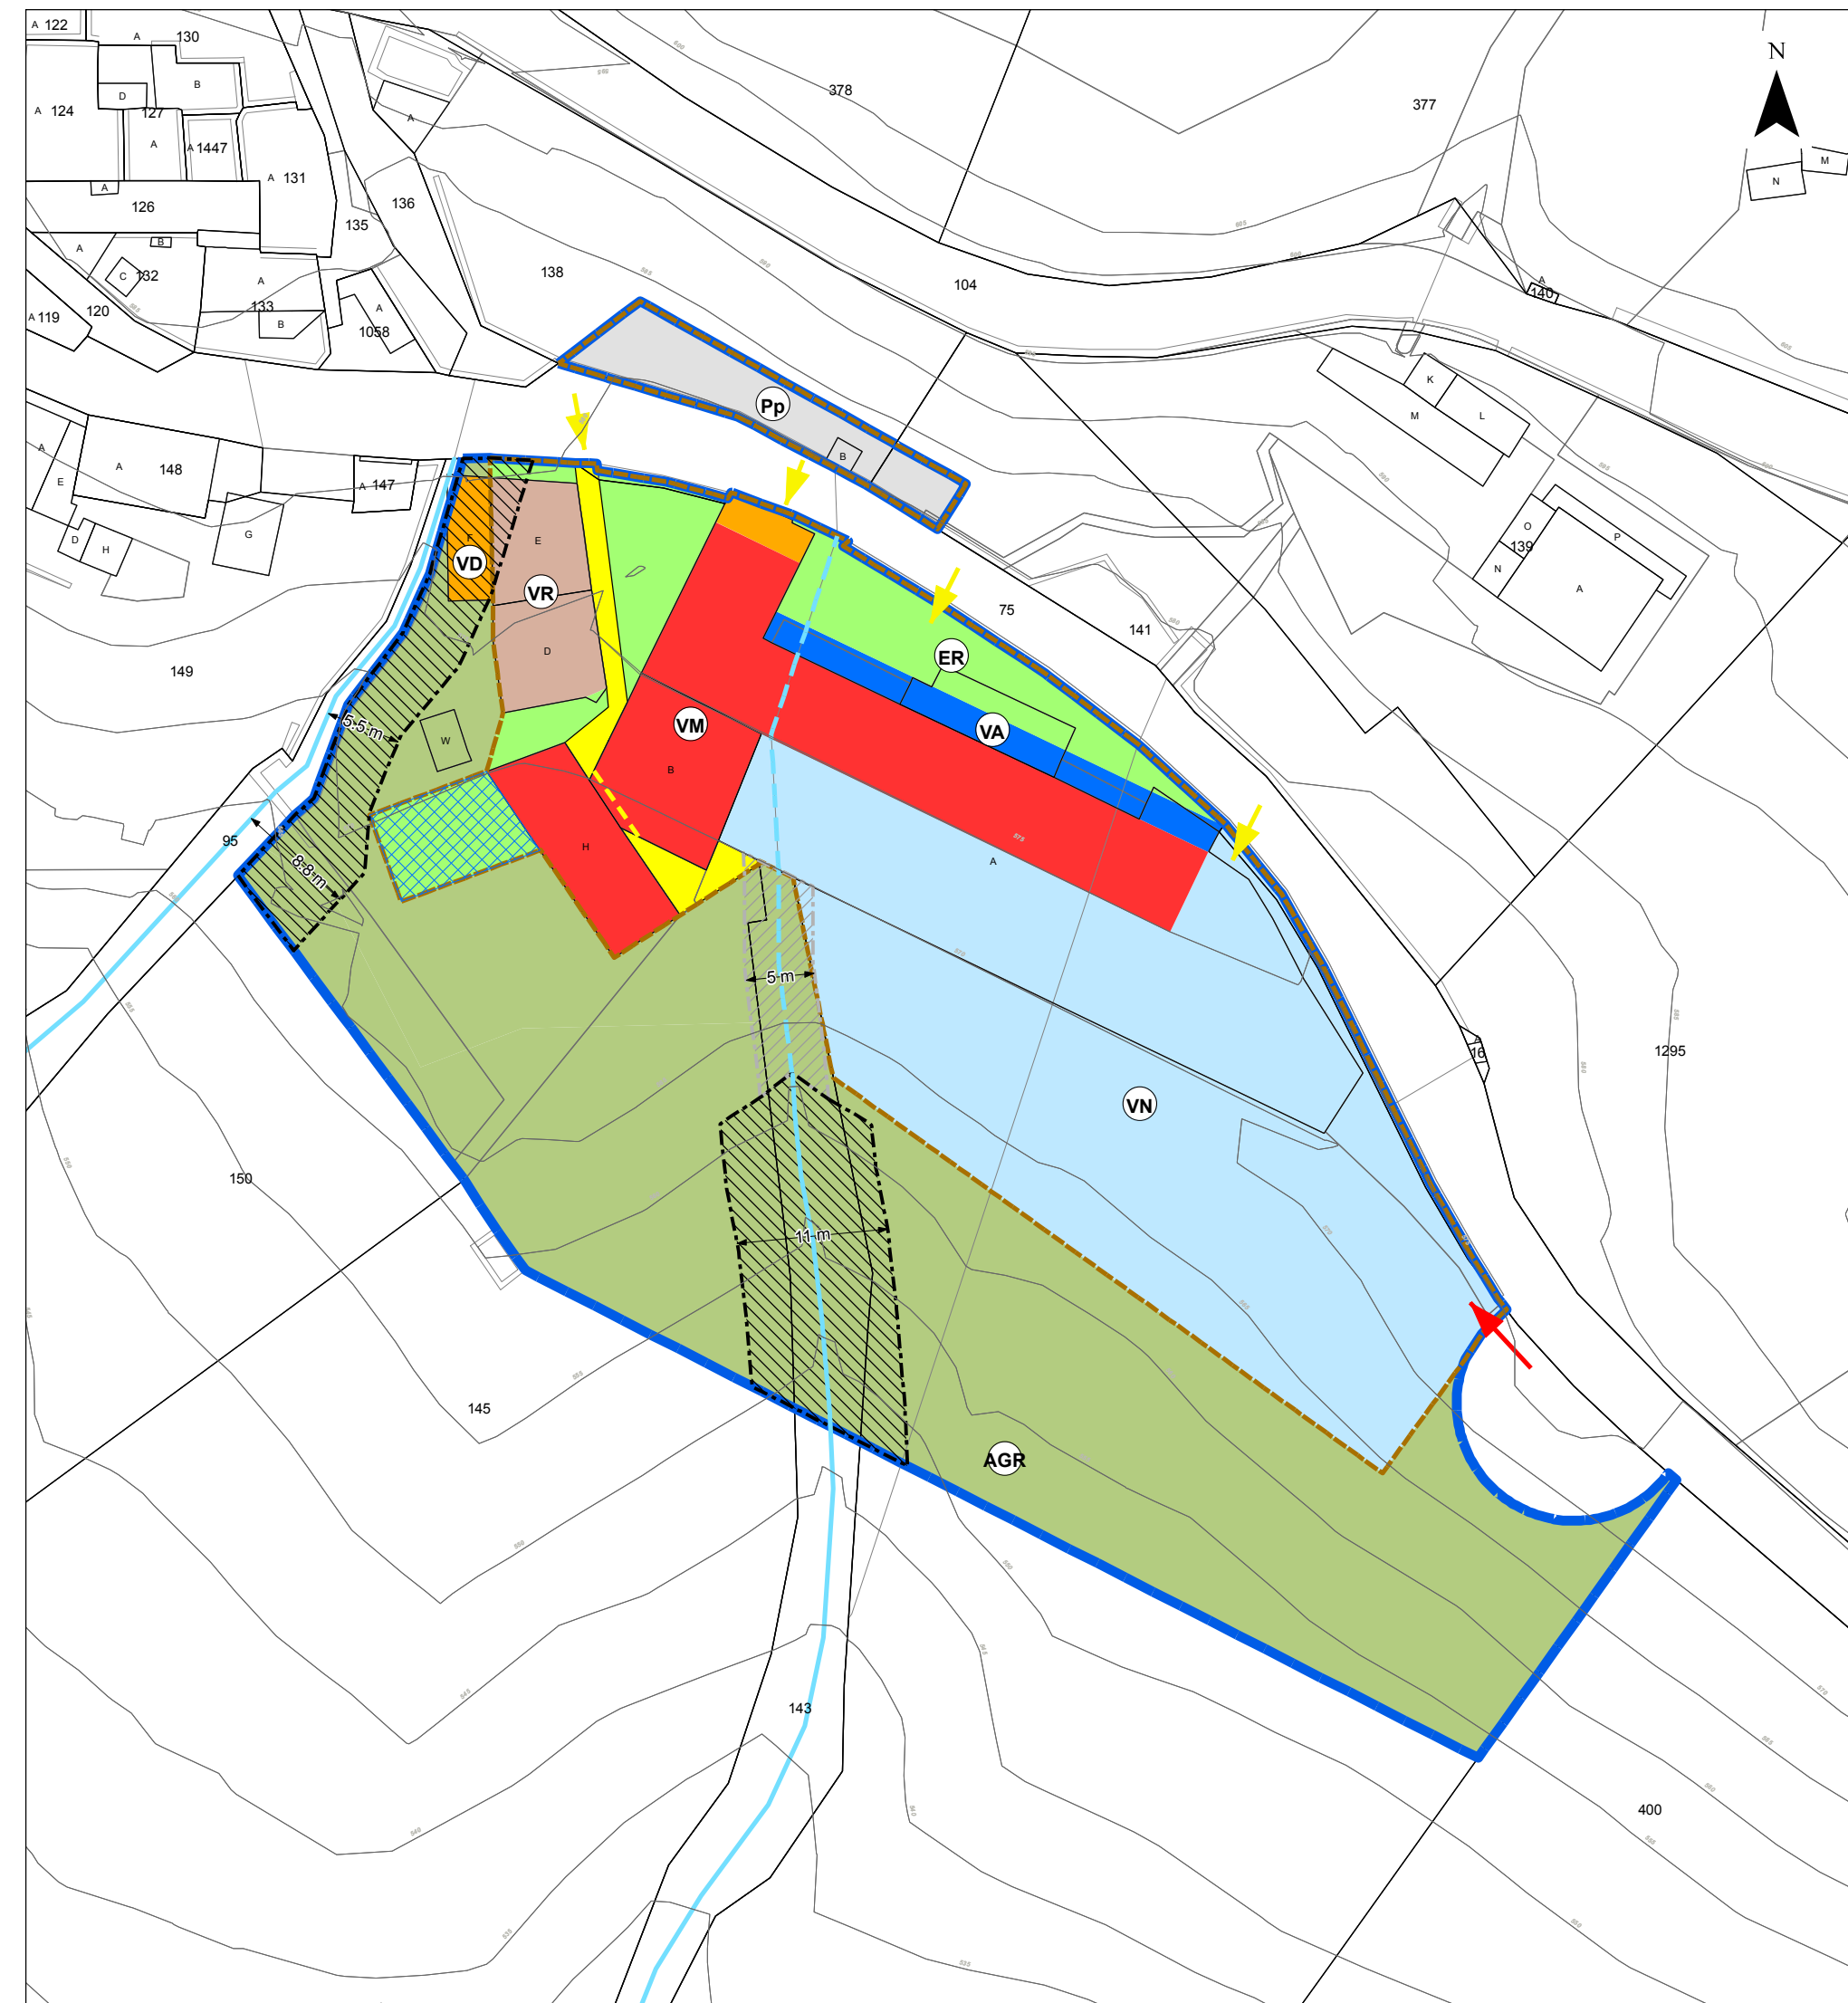 A 122
A
130
N
378
377
B
D
A 124
127
A
A 1447
A
M
N
A 131
A
126
136
135
A
B
138
C 132
A
133
B
A
1058
104
A
140
A 119
120
K
L
M
Pp
B
A
A
148
E
A 147
G
D
H
F
VD
E
VR
D
O
139
P
N
A
75
141
149
ER
VM
VA
B
W
5.5 m
95
8.8 m
H
A
575
5 m
A
16
1295
VN
150
11 m
145
AGR
143
400